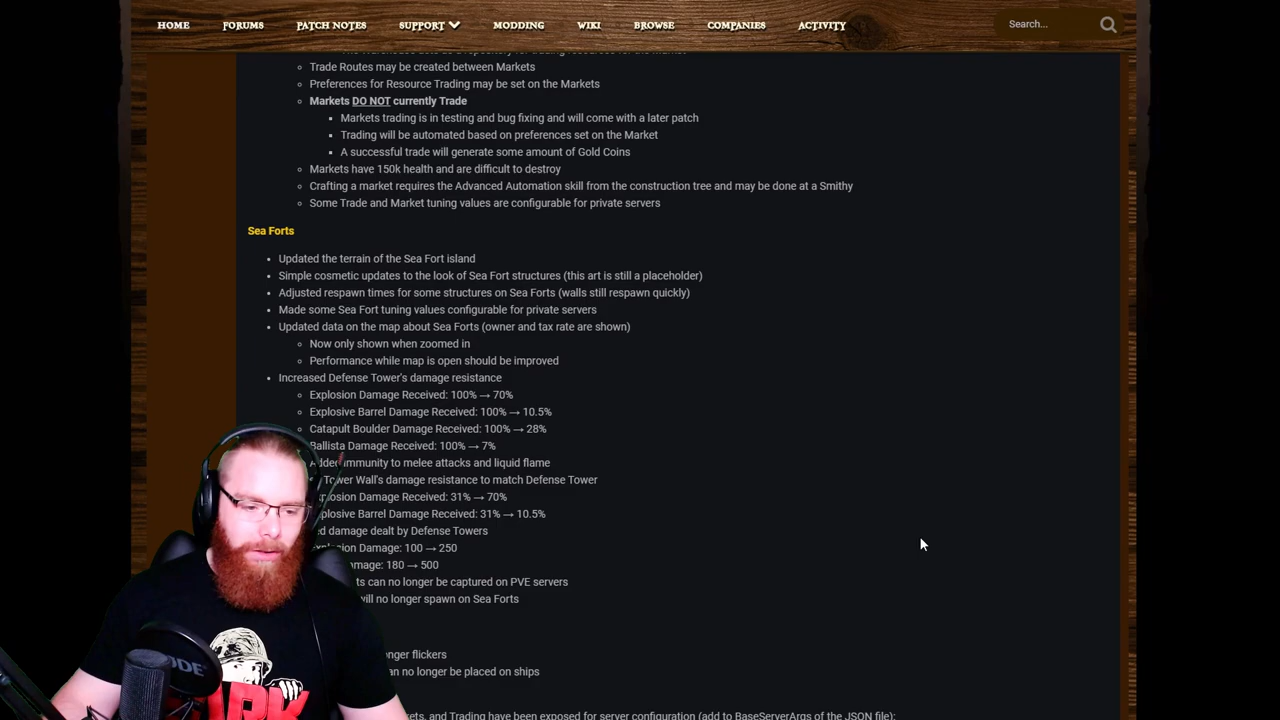 HOME FORUMS PATCH NOTES SUPPORT MODDING WIKI BROWSE COMPANIES ACTIVITY Search...
Trade Routes may be created between Markets
Preferences for Resource Trading may be set on the Markets
Markets DO NOT currently Trade
Markets trading is in testing and bug fixing and will come with a later patch
Trading will be automated based on preferences set on the Market
A successful trade will generate some amount of Gold Coins
Markets have 150k health and are difficult to destroy
Crafting a market requires the Advanced Automation skill from the construction tree and may be done at a Smithy
Some Trade and Market tuning values are configurable for private servers
Sea Forts
Updated the terrain of the Sea Fort island
Simple cosmetic updates to the look of Sea Fort structures (this art is still a placeholder)
Adjusted respawn times for some structures on Sea Forts (walls still respawn quickly)
Made some Sea Fort tuning values configurable for private servers
Updated data on the map about Sea Forts (owner and tax rate are shown)
Now only shown when zoomed in
Performance while map is open should be improved
Increased Defense Tower's damage resistance
Explosion Damage Received: 100% → 70%
Explosive Barrel Damage Received: 100% → 10.5%
Catapult Boulder Damage Received: 100% → 28%
Ballista Damage Received: 100% → 7%
immunity to melee attacks and liquid flame
Tower Wall's damage resistance to match Defense Tower
Damage Received: 31% → 70%
Barrel Damage Received: 31% → 10.5%
damage dealt by Defense Towers
Damage: 100 → 250
180 → 500
can no longer be captured on PVE servers
will no longer spawn on Sea Forts
flickers
no longer be placed on ships
and Trading have been exposed for server configuration (add to BaseServerArgs of the JSON file):